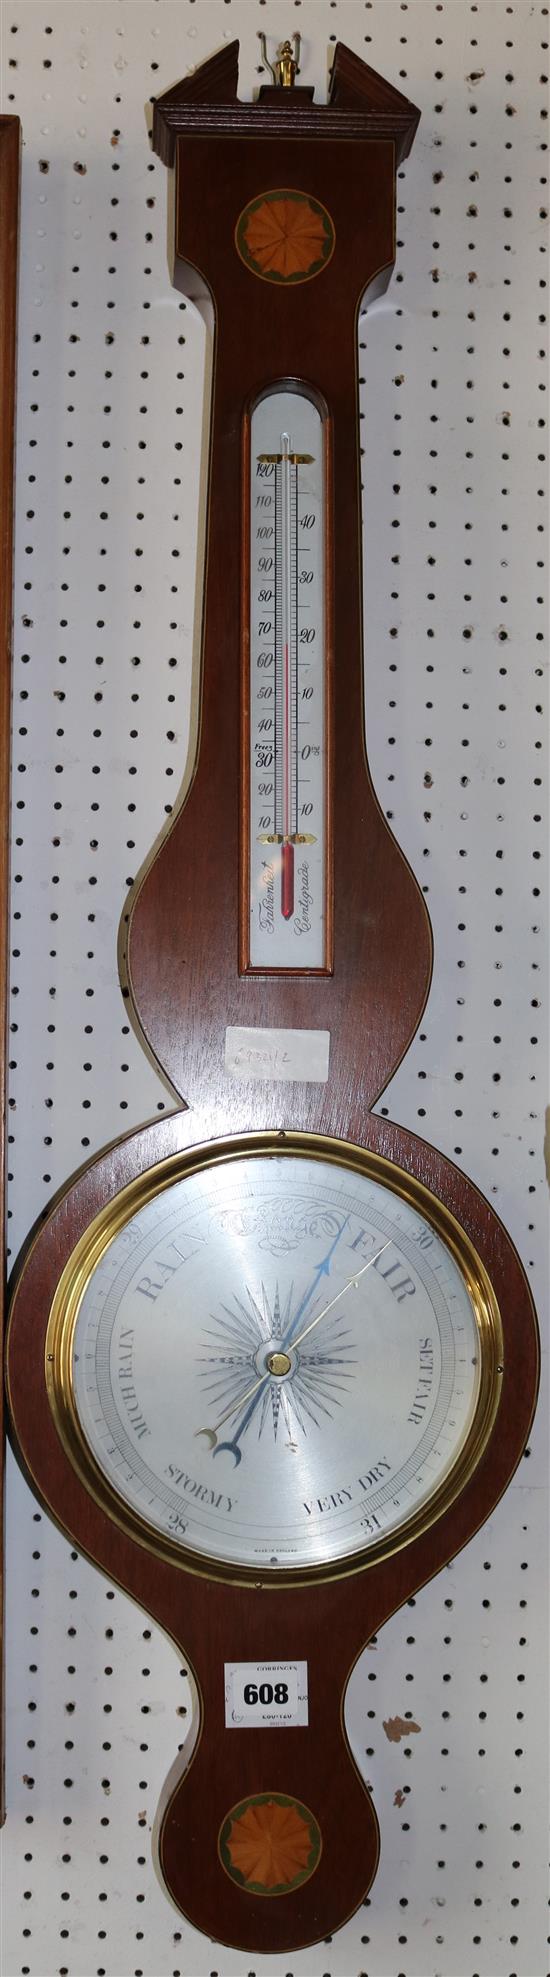 120
110
100
90
80
70
60
50
40
Freez
30
20
10
40
30
20
10
0
10
Fahrenheit
Centigrade
29
RAIN
Change
FAIR
30
MUCH RAIN
SET FAIR
STORMY
VERY DRY
28
31
MADE IN ENGLAND
GORRINGES
608